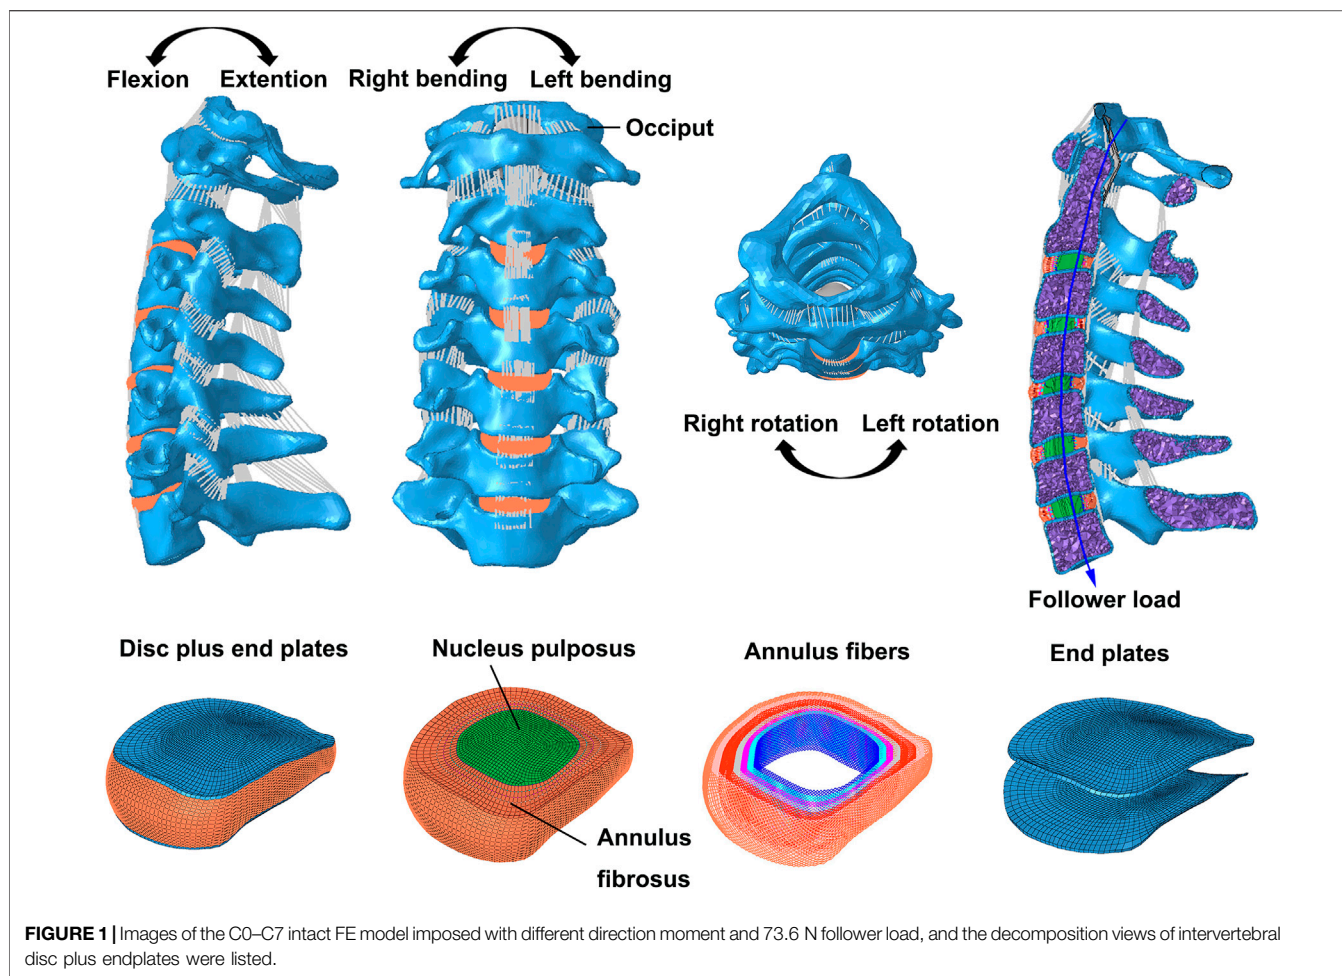 Flexion Extention Right bending Left bending
Occiput
Right rotation Left rotation
Follower load
Disc plus end plates Nucleus pulposus Annulus fibers End plates
Annulus
fibrosus
FIGURE 1 | Images of the C0–C7 intact FE model imposed with different direction moment and 73.6 N follower load, and the decomposition views of intervertebral
disc plus endplates were listed.